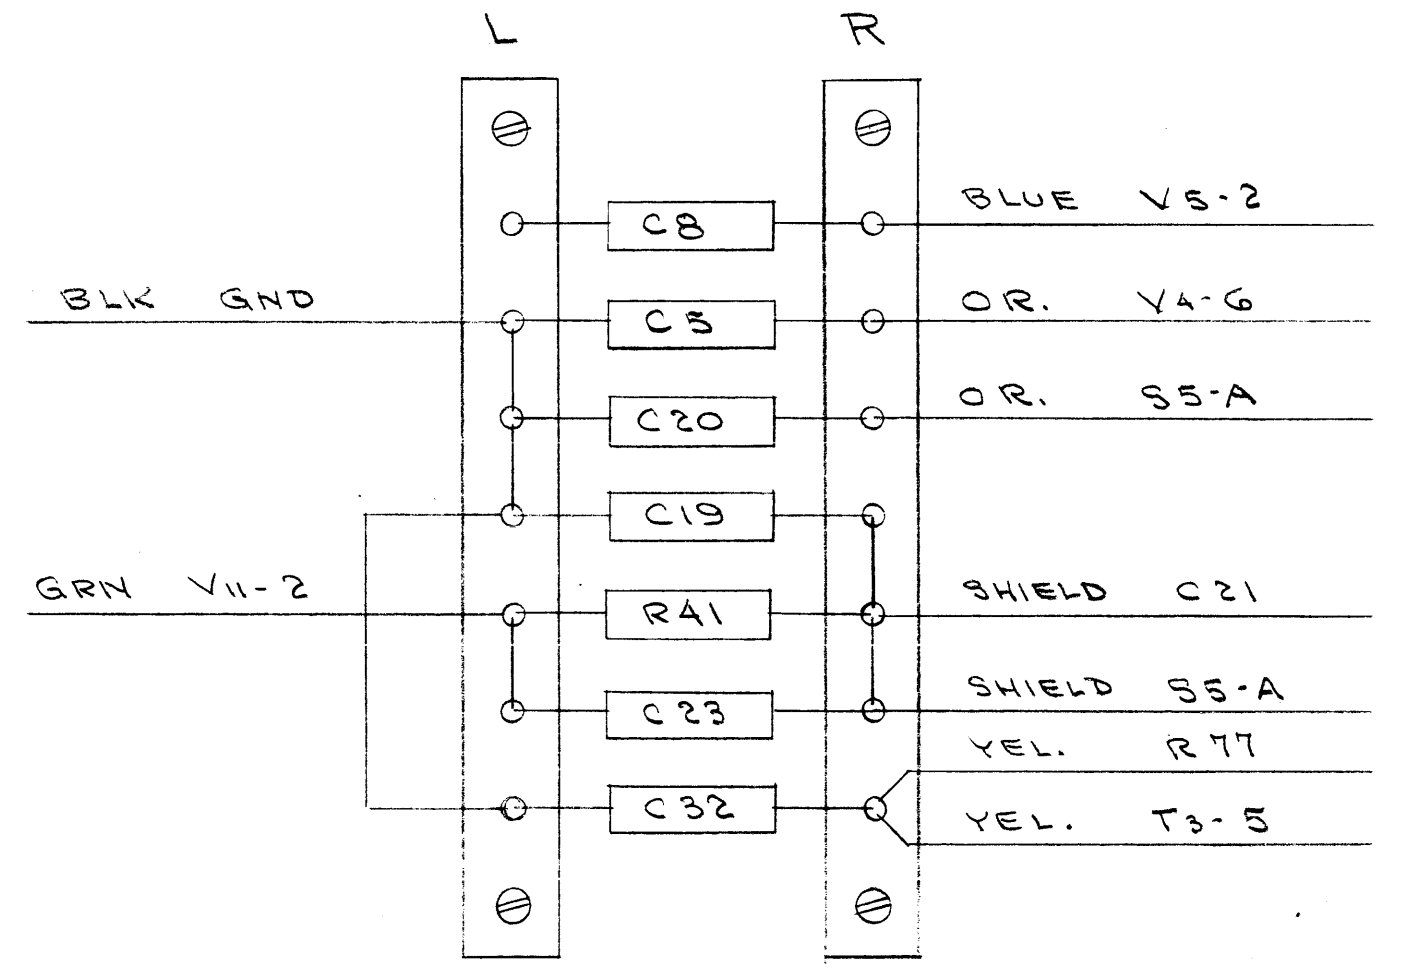 L R
C8 BLUE V5-2
BLK GND C5 OR. V4-6
C20 OR. S5-A
C19
GRN V11-2 R41 SHIELD C21
C23 SHIELD S5-A
YEL. R77
C32
YEL. T3-5